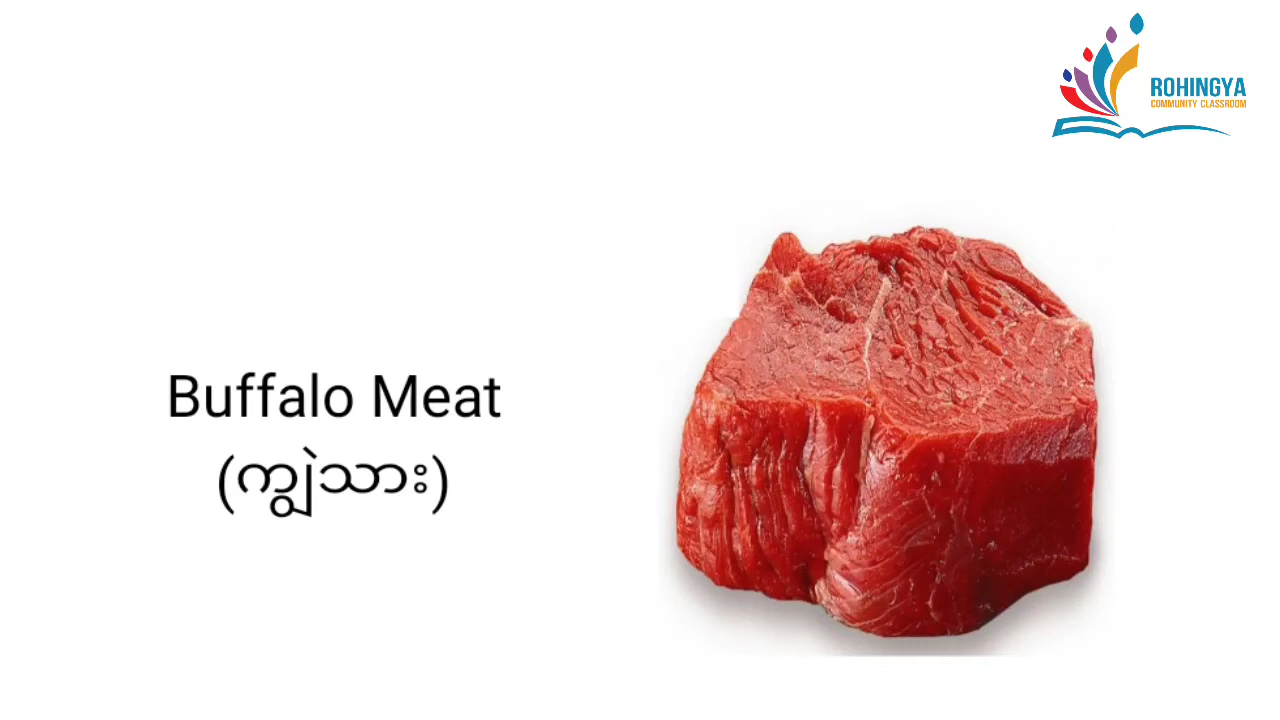 ROHINGYA
COMMUNITY CLASSROOM
Buffalo Meat
(ကျွဲသား)